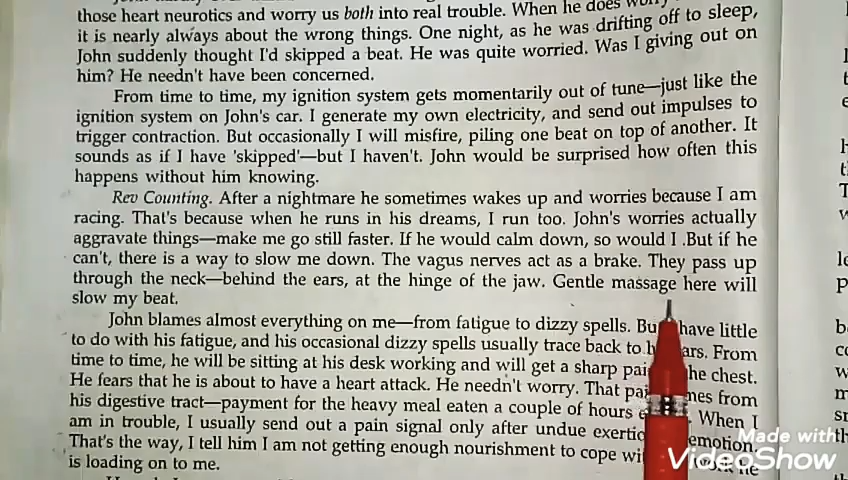 those heart neurotics and worry us both into real trouble. When he does
it is nearly always about the wrong things. One night, as he was drifting off to sleep,
John suddenly thought I'd skipped a beat. He was quite worried. Was I giving out on
him? He needn't have been concerned.
From time to time, my ignition system gets momentarily out of tune—just like the
ignition system on John's car. I generate my own electricity, and send out impulses to
trigger contraction. But occasionally I will misfire, piling one beat on top of another. It
sounds as if I have 'skipped'—but I haven't. John would be surprised how often this
happens without him knowing.
Rev Counting. After a nightmare he sometimes wakes up and worries because I am
racing. That's because when he runs in his dreams, I run too. John's worries actually
aggravate things—make me go still faster. If he would calm down, so would I .But if he
can't, there is a way to slow me down. The vagus nerves act as a brake. They pass up
through the neck—behind the ears, at the hinge of the jaw. Gentle massage here will
slow my beat.
John blames almost everything on me—from fatigue to dizzy spells. Bu have little
to do with his fatigue, and his occasional dizzy spells usually trace back to ars. From
time to time, he will be sitting at his desk working and will get a sharp pai he chest.
He fears that he is about to have a heart attack. He needn't worry. That pai mes from
his digestive tract—payment for the heavy meal eaten a couple of hours When I
am in trouble, I usually send out a pain signal only after undue exertio emotion.
That's the way, I tell him I am not getting enough nourishment to cope wi work he
is loading on to me.
Made with
VideoShow